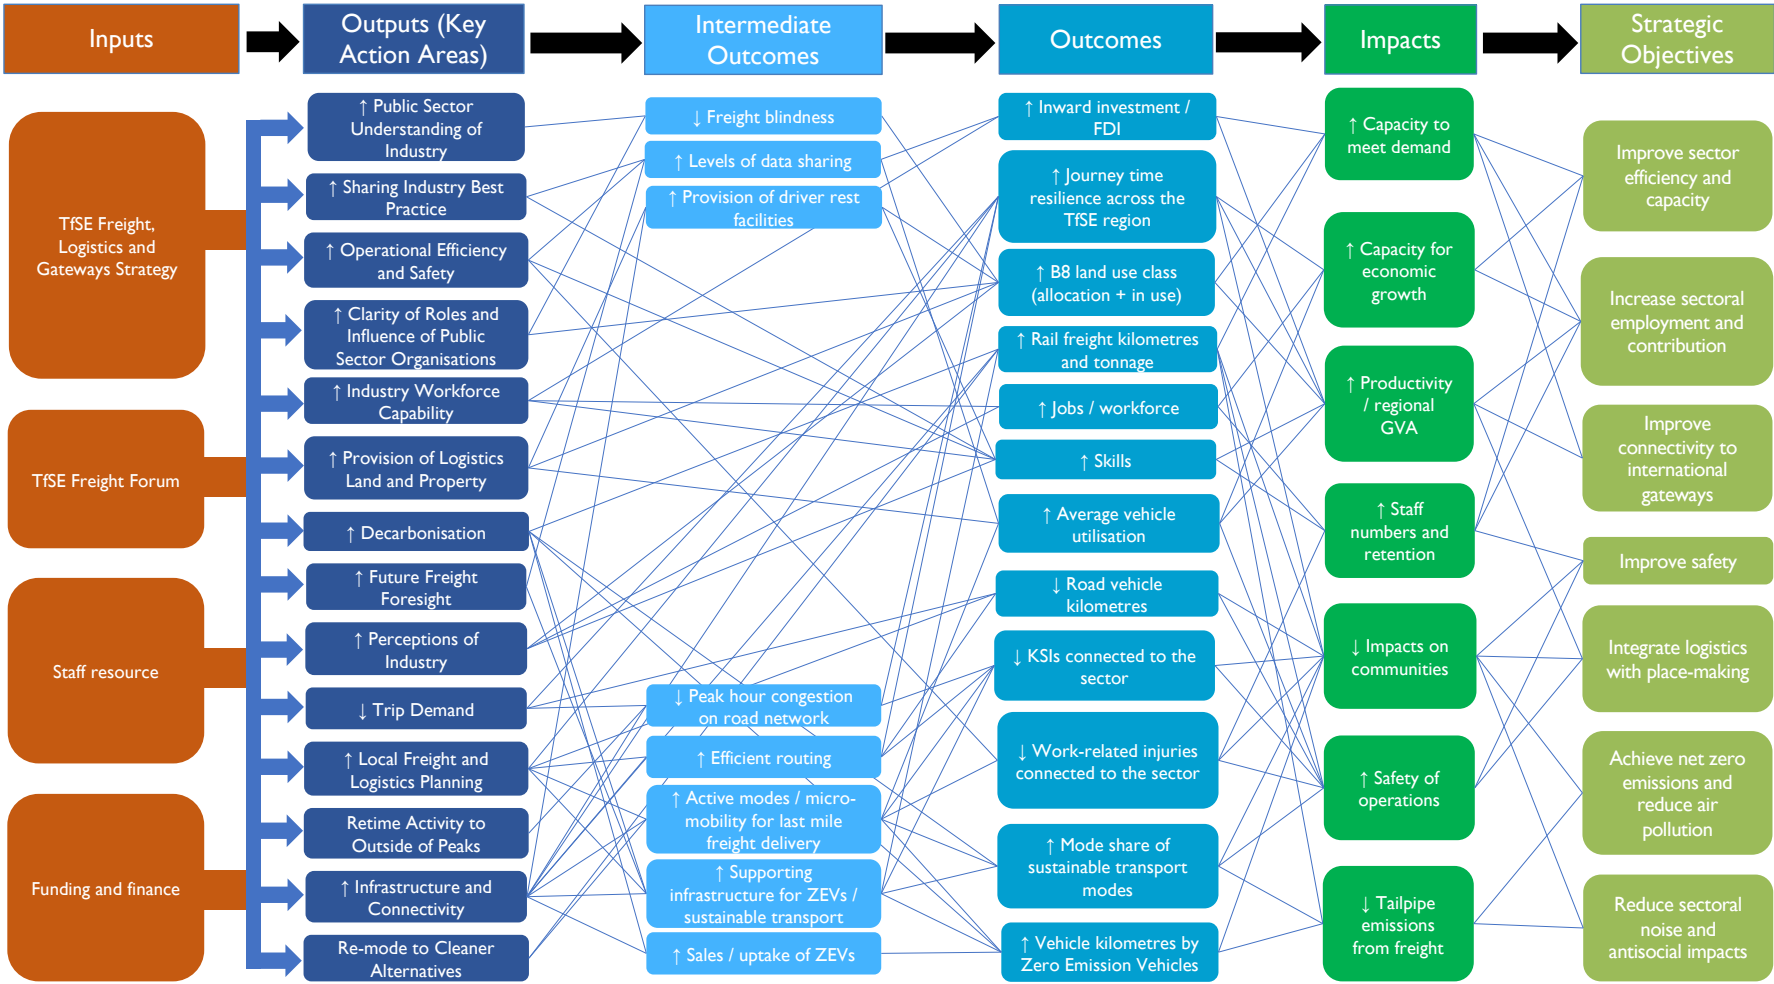 Inputs
Outputs (Key
Action Areas)
Intermediate
Outcomes
Outcomes
Impacts
Strategic
Objectives
TfSE Freight,
Logistics and
Gateways Strategy
TfSE Freight Forum
Staff resource
Funding and finance
↑ Public Sector
Understanding of
Industry
↑ Sharing Industry Best
Practice
↑ Operational Efficiency
and Safety
↑ Clarity of Roles and
Influence of Public
Sector Organisations
↑ Industry Workforce
Capability
↑ Provision of Logistics
Land and Property
↑ Decarbonisation
↑ Future Freight
Foresight
↑ Perceptions of
Industry
↓ Trip Demand
↑ Local Freight and
Logistics Planning
Retime Activity to
Outside of Peaks
↑ Infrastructure and
Connectivity
Re-mode to Cleaner
Alternatives
↓ Freight blindness
↑ Levels of data sharing
↑ Provision of driver rest
facilities
↓ Peak hour congestion
on road network
↑ Efficient routing
↑ Active modes / micro-
mobility for last mile
freight delivery
↑ Supporting
infrastructure for ZEVs /
sustainable transport
↑ Sales / uptake of ZEVs
↑ Inward investment /
FDI
↑ Journey time
resilience across the
TfSE region
↑ B8 land use class
(allocation + in use)
↑ Rail freight kilometres
and tonnage
↑ Jobs / workforce
↑ Skills
↑ Average vehicle
utilisation
↓ Road vehicle
kilometres
↓ KSIs connected to the
sector
↓ Work-related injuries
connected to the sector
↑ Mode share of
sustainable transport
modes
↑ Vehicle kilometres by
Zero Emission Vehicles
↑ Capacity to
meet demand
↑ Capacity for
economic
growth
↑ Productivity
/ regional
GVA
↑ Staff
numbers and
retention
↓ Impacts on
communities
↑ Safety of
operations
↓ Tailpipe
emissions
from freight
Improve sector
efficiency and
capacity
Increase sectoral
employment and
contribution
Improve
connectivity to
international
gateways
Improve safety
Integrate logistics
with place-making
Achieve net zero
emissions and
reduce air
pollution
Reduce sectoral
noise and
antisocial impacts